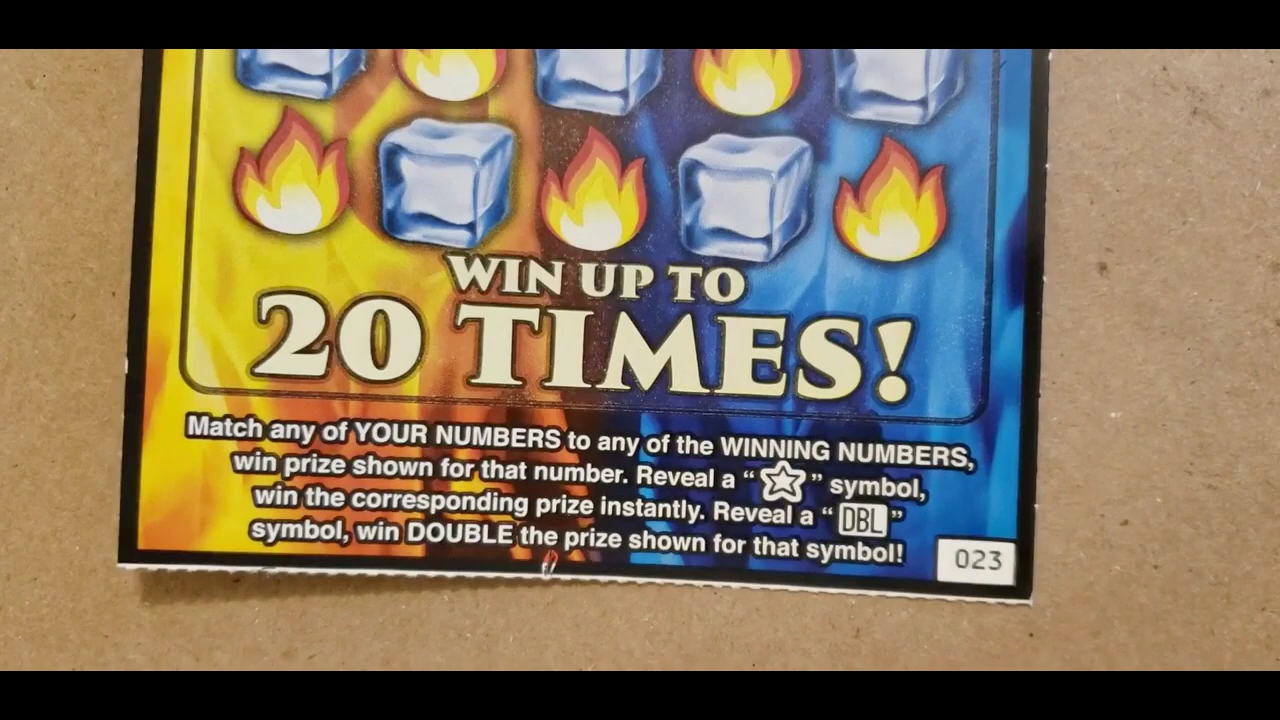 WIN UP TO
20 TIMES!
Match any of YOUR NUMBERS to any of the WINNING NUMBERS,
win prize shown for that number. Reveal a “ ☆ ” symbol,
win the corresponding prize instantly. Reveal a “ DBL ”
symbol, win DOUBLE the prize shown for that symbol!
023